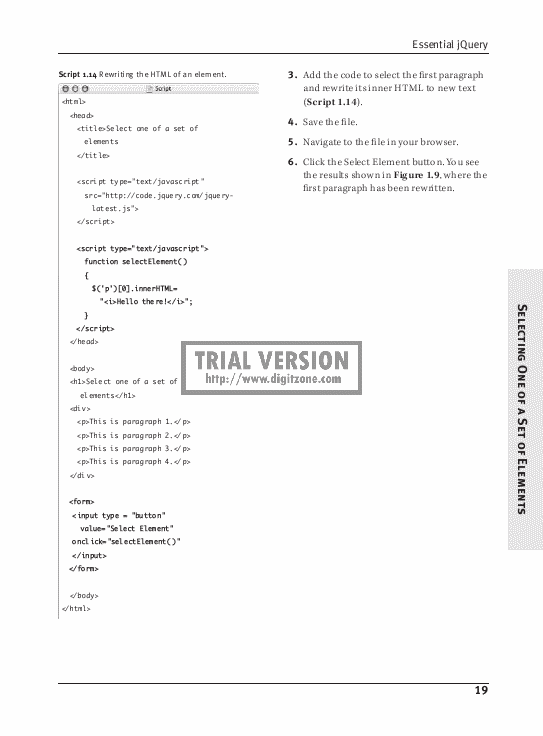 Essential jQuery
Script 1.14 Rewriting the HTML of an element.
Script
<html>
<head>
<title>Select one of a set of
elements
</title>
<script type="text/javascript"
src="http://code.jquery.com/jquery-
latest.js">
</script>
<script type="text/javascript">
function selectElement()
{
$('p')[0].innerHTML=
"<i>Hello there!</i>";
}
</script>
</head>
<body>
<h1>Select one of a set of
elements</h1>
<div>
<p>This is paragraph 1.</p>
<p>This is paragraph 2.</p>
<p>This is paragraph 3.</p>
<p>This is paragraph 4.</p>
</div>
<form>
<input type = "button"
value="Select Element"
onclick="selectElement()"
</input>
</form>
</body>
</html>
3. Add the code to select the first paragraph
and rewrite its inner HTML to new text
(Script 1.14).
4. Save the file.
5. Navigate to the file in your browser.
6. Click the Select Element button. You see
the results shown in Figure 1.9, where the
first paragraph has been rewritten.
TRIAL VERSION
http://www.digitzone.com
Selecting One of a Set of Elements
19